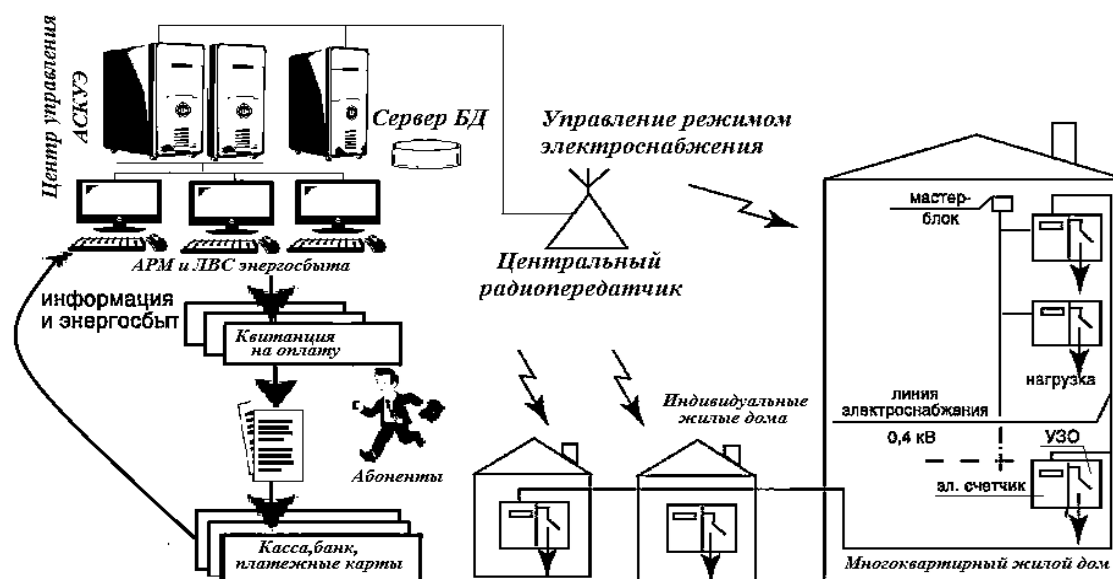 Центр управления
АСКУЭ
Сервер БД
Управление режимом
электроснабжения
мастер-
блок
АРМ и ЛВС энергосбыта
Центральный
радиопередатчик
информация
и энергосбыт
Квитанция
на оплату
нагрузка
Индивидуальные
жилые дома
линия
электроснабжения
0,4 кВ
УЗО
Абоненты
эл. счетчик
Касса,банк,
платежные карты
Многоквартирный жилой дом